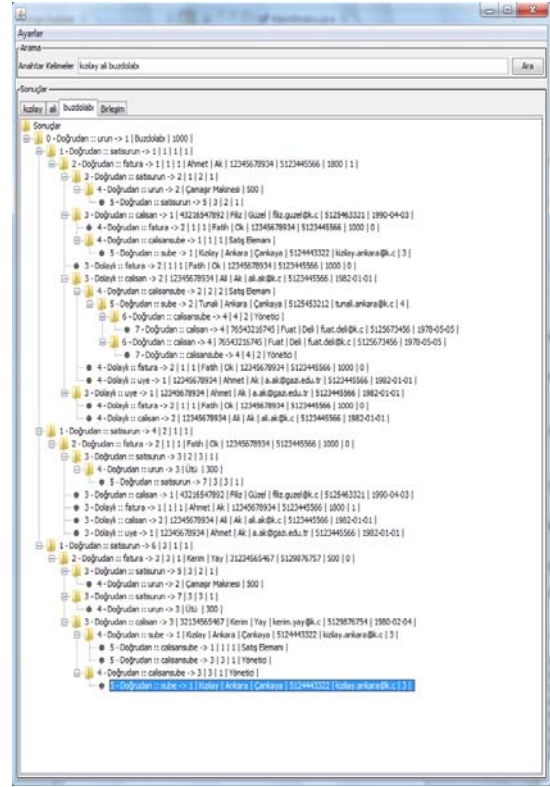 Ayarlar
Arama
Anahtar Kelimeler kızılay ali buzdolabı Ara
Sonuçlar
kızılay ali buzdolabı Birleşim
Sonuçlar
0 - Doğrudan :: urun -> 1 | Buzdolabı | 1000 |
1 - Doğrudan :: satisurun -> 1 | 1 | 1 | 1 |
2 - Doğrudan :: fatura -> 1 | 1 | 1 | Ahmet | Ak | 12345678934 | 5123445566 | 1800 | 1 |
3 - Doğrudan :: satisurun -> 2 | 1 | 2 | 1 |
4 - Doğrudan :: urun -> 2 | Çamaşır Makinesi | 500 |
5 - Doğrudan :: satisurun -> 5 | 3 | 2 | 1 |
3 - Doğrudan :: calisan -> 1 | 43216547892 | Filiz | Güzel | filiz.guzel@k.c | 5125463321 | 1990-04-03 |
4 - Doğrudan :: fatura -> 2 | 1 | 1 | Fatih | Ok | 12345678934 | 5123445566 | 1000 | 0 |
4 - Doğrudan :: calisansube -> 1 | 1 | 1 | Satış Elemanı |
5 - Doğrudan :: sube -> 1 | Kızılay | Ankara | Çankaya | 5124443322 | kizilay.ankara@k.c | 3 |
3 - Dolaylı :: fatura -> 2 | 1 | 1 | Fatih | Ok | 12345678934 | 5123445566 | 1000 | 0 |
3 - Dolaylı :: calisan -> 2 | 12345678934 | Ali | Ak | ali.ak@k.c | 5123445566 | 1982-01-01 |
4 - Doğrudan :: calisansube -> 2 | 2 | 2 | Satış Elemanı |
5 - Doğrudan :: sube -> 2 | Tunalı | Ankara | Çankaya | 5125453212 | tunali.ankara@k.c | 4 |
6 - Doğrudan :: calisansube -> 4 | 4 | 2 | Yönetici |
7 - Doğrudan :: calisan -> 4 | 76543216745 | Fuat | Deli | fuat.deli@k.c | 5125673456 | 1978-05-05 |
6 - Doğrudan :: calisan -> 4 | 76543216745 | Fuat | Deli | fuat.deli@k.c | 5125673456 | 1978-05-05 |
7 - Doğrudan :: calisansube -> 4 | 4 | 2 | Yönetici |
4 - Dolaylı :: fatura -> 2 | 1 | 1 | Fatih | Ok | 12345678934 | 5123445566 | 1000 | 0 |
4 - Dolaylı :: uye -> 1 | 12345678934 | Ahmet | Ak | a.ak@gazi.edu.tr | 5123445566 | 1982-01-01 |
3 - Dolaylı :: uye -> 1 | 12345678934 | Ahmet | Ak | a.ak@gazi.edu.tr | 5123445566 | 1982-01-01 |
4 - Doğrudan :: fatura -> 2 | 1 | 1 | Fatih | Ok | 12345678934 | 5123445566 | 1000 | 0 |
4 - Dolaylı :: calisan -> 2 | 12345678934 | Ali | Ak | ali.ak@k.c | 5123445566 | 1982-01-01 |
1 - Doğrudan :: satisurun -> 4 | 2 | 1 | 1 |
2 - Doğrudan :: fatura -> 2 | 1 | 1 | Fatih | Ok | 12345678934 | 5123445566 | 1000 | 0 |
3 - Doğrudan :: satisurun -> 3 | 2 | 3 | 1 |
4 - Doğrudan :: urun -> 3 | Ütü | 300 |
5 - Doğrudan :: satisurun -> 7 | 3 | 3 | 1 |
3 - Doğrudan :: calisan -> 1 | 43216547892 | Filiz | Güzel | filiz.guzel@k.c | 5125463321 | 1990-04-03 |
3 - Dolaylı :: fatura -> 1 | 1 | 1 | Ahmet | Ak | 12345678934 | 5123445566 | 1800 | 1 |
3 - Dolaylı :: calisan -> 2 | 12345678934 | Ali | Ak | ali.ak@k.c | 5123445566 | 1982-01-01 |
3 - Dolaylı :: uye -> 1 | 12345678934 | Ahmet | Ak | a.ak@gazi.edu.tr | 5123445566 | 1982-01-01 |
1 - Doğrudan :: satisurun -> 6 | 3 | 1 | 1 |
2 - Doğrudan :: fatura -> 3 | 3 | 1 | Kerim | Yay | 31234565467 | 5129876757 | 500 | 0 |
3 - Doğrudan :: satisurun -> 5 | 3 | 2 | 1 |
4 - Doğrudan :: urun -> 2 | Çamaşır Makinesi | 500 |
3 - Doğrudan :: satisurun -> 7 | 3 | 3 | 1 |
4 - Doğrudan :: urun -> 3 | Ütü | 300 |
3 - Doğrudan :: calisan -> 3 | 32134565467 | Kerim | Yay | kerim.yay@k.c | 5129876754 | 1980-02-04 |
4 - Doğrudan :: sube -> 1 | Kızılay | Ankara | Çankaya | 5124443322 | kizilay.ankara@k.c | 3 |
5 - Doğrudan :: calisansube -> 1 | 1 | 1 | Satış Elemanı |
5 - Doğrudan :: calisansube -> 3 | 3 | 1 | Yönetici |
4 - Doğrudan :: calisansube -> 3 | 3 | 1 | Yönetici |
5 - Doğrudan :: sube -> 1 | Kızılay | Ankara | Çankaya | 5124443322 | kizilay.ankara@k.c | 3 |